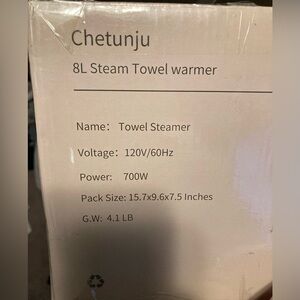 Chetunju
8L Steam Towel warmer
Name: Towel Steamer
Voltage: 120V/60Hz
Power: 700W
Pack Size: 15.7x9.6x7.5 Inches
G.W: 4.1 LB